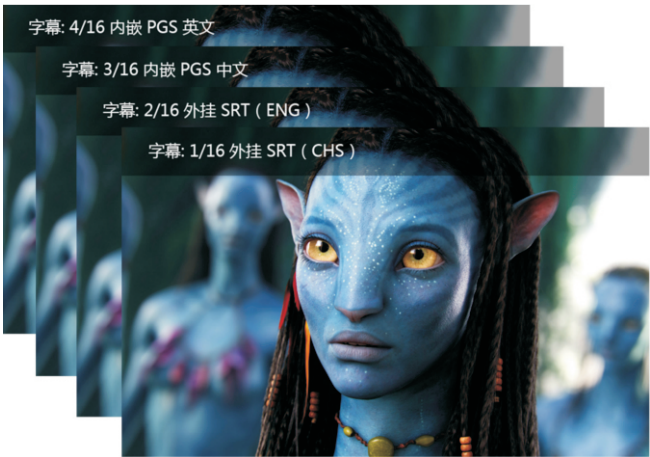 字幕: 4/16 内嵌 PGS 英文
字幕: 3/16 内嵌 PGS 中文
字幕: 2/16 外挂 SRT ( ENG )
字幕: 1/16 外挂 SRT ( CHS )